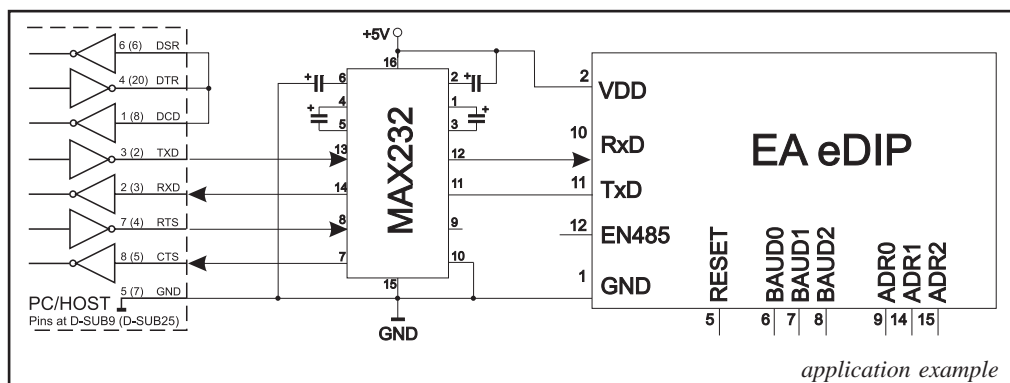 6 (6) DSR
4 (20) DTR
1 (8) DCD
3 (2) TXD
2 (3) RXD
7 (4) RTS
8 (5) CTS
5 (7) GND
PC/HOST
Pins at D-SUB9 (D-SUB25)
+5V
16
6
+
2
+
4
+
1
+
5
3
13
12
14
11
8
9
7
10
15
MAX232
GND
2
VDD
10
RxD
11
TxD
12
EN485
1
GND
EA eDIP
RESET
BAUD0
BAUD1
BAUD2
ADR0
ADR1
ADR2
5
6
7
8
9
14
15
application example